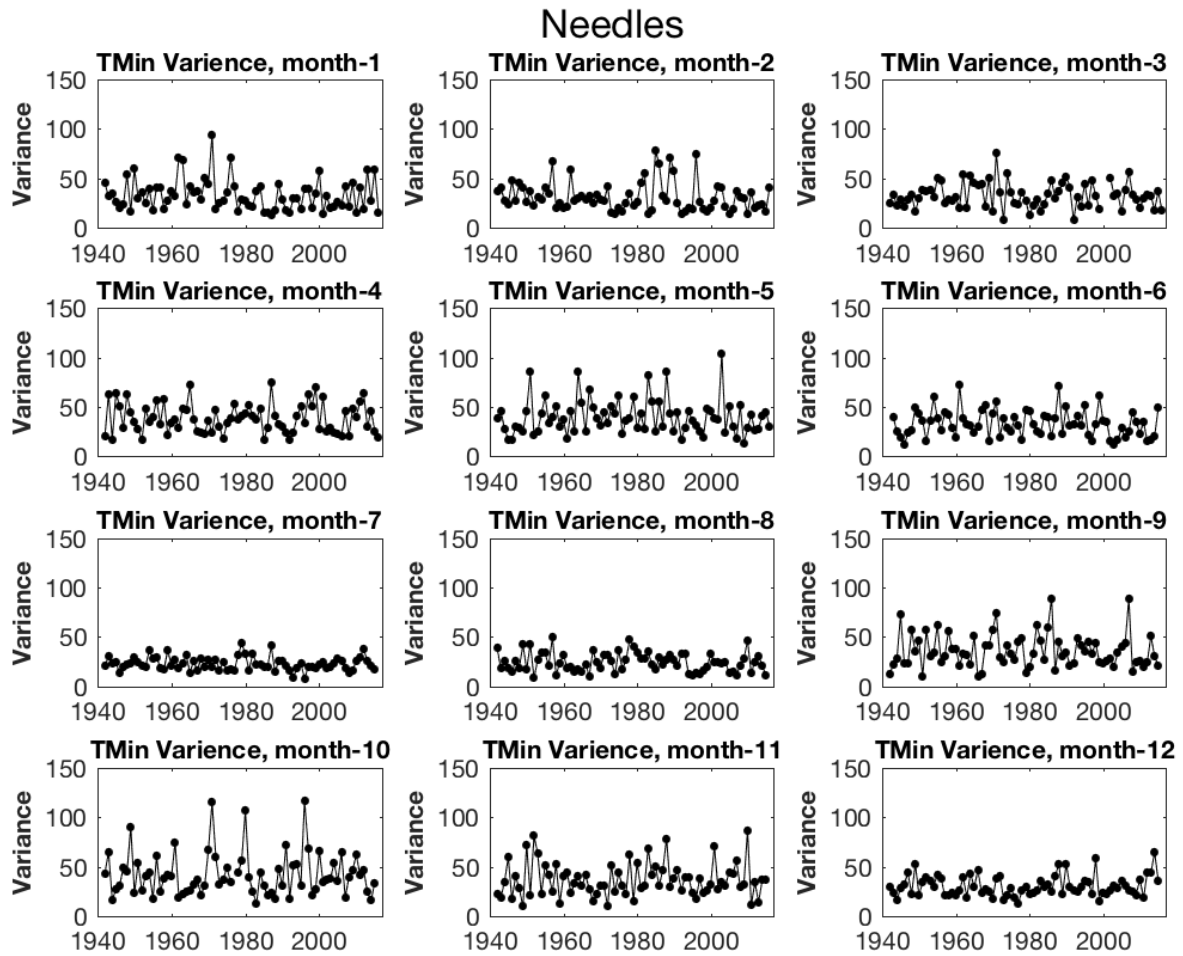 Needles
TMin Varience, month-1
TMin Varience, month-2
TMin Varience, month-3
150
100
50
0
Variance
1940 1960 1980 2000
150
100
50
0
Variance
1940 1960 1980 2000
150
100
50
0
Variance
1940 1960 1980 2000
TMin Varience, month-4
TMin Varience, month-5
TMin Varience, month-6
150
100
50
0
Variance
1940 1960 1980 2000
150
100
50
0
Variance
1940 1960 1980 2000
150
100
50
0
Variance
1940 1960 1980 2000
TMin Varience, month-7
TMin Varience, month-8
TMin Varience, month-9
150
100
50
0
Variance
1940 1960 1980 2000
150
100
50
0
Variance
1940 1960 1980 2000
150
100
50
0
Variance
1940 1960 1980 2000
TMin Varience, month-10
TMin Varience, month-11
TMin Varience, month-12
150
100
50
0
Variance
1940 1960 1980 2000
150
100
50
0
Variance
1940 1960 1980 2000
150
100
50
0
Variance
1940 1960 1980 2000